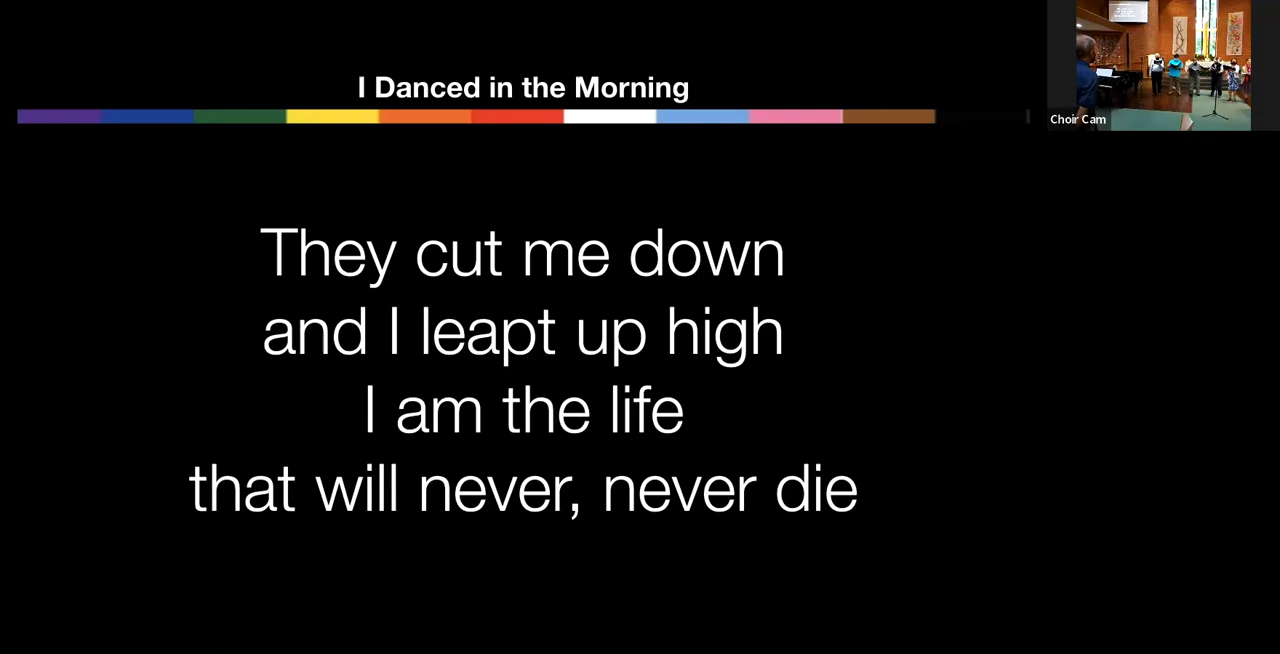 I Danced in the Morning
Choir Cam
They cut me down
and I leapt up high
I am the life
that will never, never die